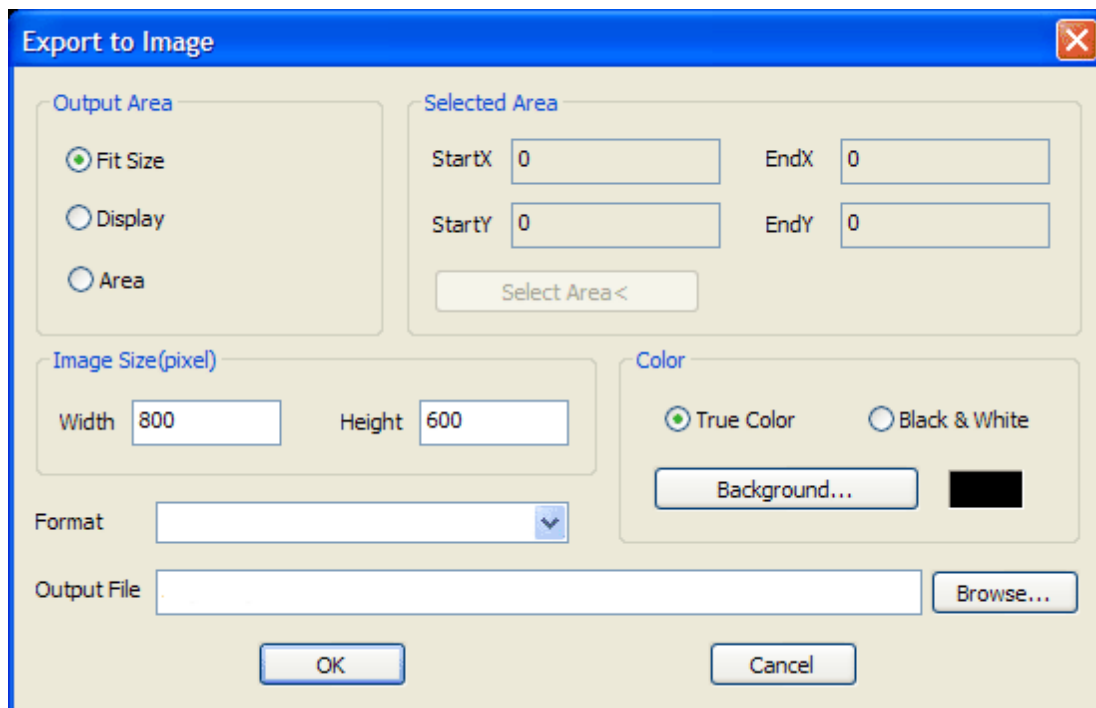 Export to Image
Output Area
Fit Size
Display
Area
Selected Area
StartX 0 EndX 0
StartY 0 EndY 0
Select Area<
Image Size(pixel)
Width 800 Height 600
Color
True Color Black & White
Background...
Format
Output File Browse...
OK Cancel